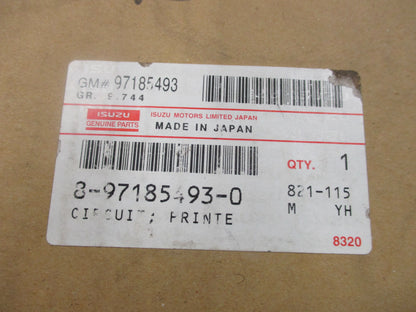 GM# 97185493
GR. 9.744
ISUZU
GENUINE PARTS
ISUZU MOTORS LIMITED JAPAN
MADE IN JAPAN
QTY. 1
8-97185493-0 821-115
CIRCUIT; PRINTE M YH
8320